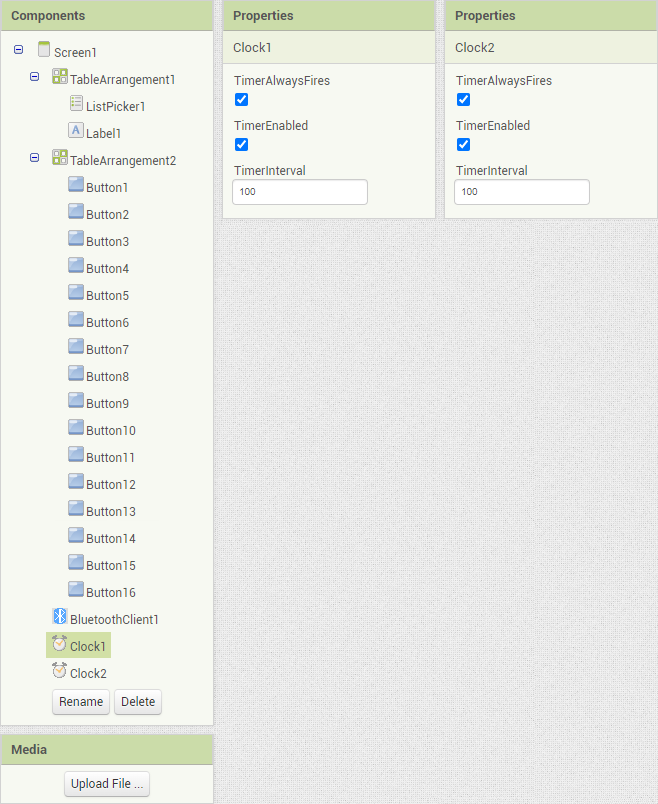 Components
Screen1
TableArrangement1
ListPicker1
A Label1
TableArrangement2
Button1
Button2
Button3
Button4
Button5
Button6
Button7
Button8
Button9
Button10
Button11
Button12
Button13
Button14
Button15
Button16
BluetoothClient1
Clock1
Clock2
Rename Delete
Media
Upload File ...
Properties
Clock1
TimerAlwaysFires
TimerEnabled
TimerInterval
100
Properties
Clock2
TimerAlwaysFires
TimerEnabled
TimerInterval
100